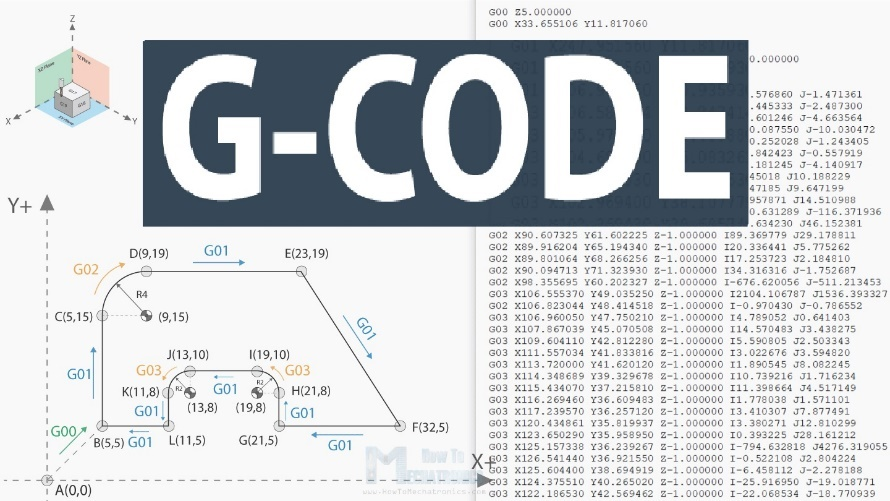 G-CODE
Z
X
Y
Y+
D(9,19)
G01
E(23,19)
G02
R4
C(5,15)
(9,15)
G01
G01
J(13,10)
I(19,10)
G03
G01
G03
K(11,8)
R2
R2
H(21,8)
(13,8)
(19,8)
G01
G01
G00
B(5,5)
G01
L(11,5)
G(21,5)
G01
F(32,5)
X+
A(0,0)
How To
MECHATRONICS
www.HowToMechatronics.com
G00 Z5.000000
G00 X33.655106 Y11.817060
0.000000
.576860 J-1.471361
.445333 J-2.487300
.601246 J-4.663564
0.087550 J-10.030472
0.252028 J-1.243405
.842423 J-0.557919
.181245 J-4.140917
45018 J10.188229
47185 J9.647199
957871 J14.510988
0.631289 J-116.371936
.634230 J46.152381
G02 X90.607325 Y61.602225 Z-1.000000 I89.369779 J29.178811
G02 X89.916204 Y65.194340 Z-1.000000 I20.336441 J5.775262
G02 X89.801064 Y68.266256 Z-1.000000 I17.253723 J2.184810
G02 X90.094713 Y71.323930 Z-1.000000 I34.316316 J-1.752687
G02 X98.355695 Y60.202327 Z-1.000000 I-676.620056 J-511.213453
G03 X106.555370 Y49.035250 Z-1.000000 I2104.106787 J1536.393327
G02 X106.823044 Y48.414518 Z-1.000000 I-0.970430 J-0.786552
G03 X106.960050 Y47.750210 Z-1.000000 I4.789052 J0.641403
G03 X107.867039 Y45.070508 Z-1.000000 I14.570483 J3.438275
G03 X109.604110 Y42.812280 Z-1.000000 I5.590805 J2.503343
G03 X111.557034 Y41.833816 Z-1.000000 I3.022676 J3.594820
G03 X113.720000 Y41.620120 Z-1.000000 I1.890545 J8.082245
G03 X114.348689 Y39.329678 Z-1.000000 I10.739216 J1.716234
G03 X115.434070 Y37.215810 Z-1.000000 I11.398664 J4.517149
G03 X116.269460 Y36.609483 Z-1.000000 I1.778038 J1.571101
G03 X117.239570 Y36.257120 Z-1.000000 I3.410307 J7.877491
G03 X120.434861 Y35.819937 Z-1.000000 I3.380271 J12.810299
G03 X123.650290 Y35.958950 Z-1.000000 I0.393225 J28.161212
G03 X125.157338 Y36.239267 Z-1.000000 I-794.632818 J4276.319055
G03 X126.541440 Y36.921550 Z-1.000000 I-0.522108 J2.804224
G03 X125.604400 Y38.694919 Z-1.000000 I-6.458112 J-2.278188
G03 X124.375510 Y40.265020 Z-1.000000 I-25.916950 J-19.018771
G03 X122.186530 Y42.569462 Z-1.000000 I-22.068534 J-19.087721